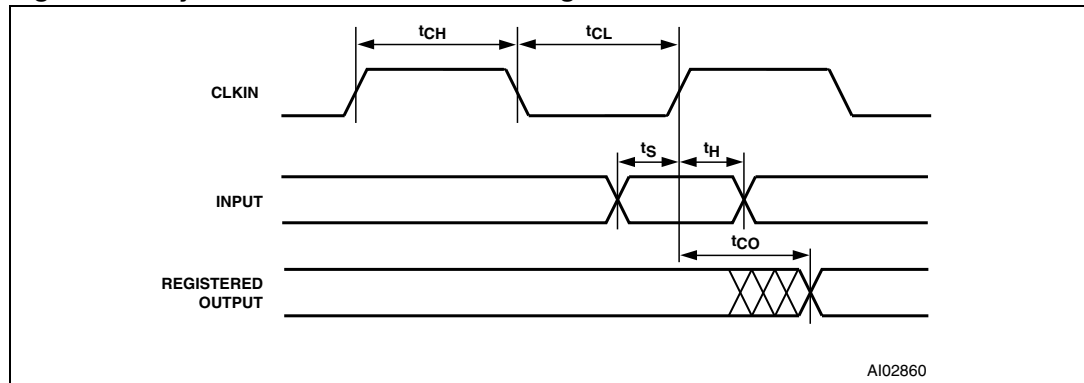 tCH
tCL
CLKIN
tS
tH
INPUT
tCO
REGISTERED
OUTPUT
AI02860